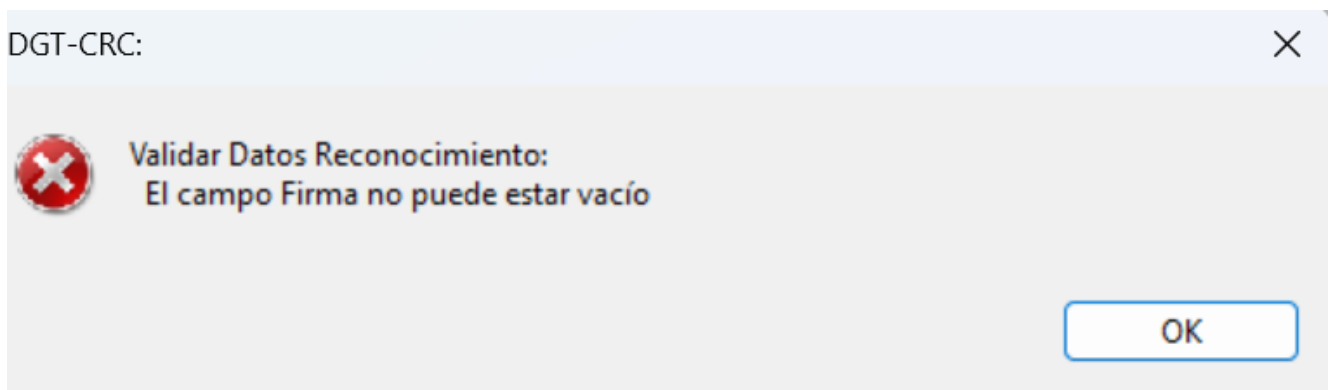 DGT-CRC:
Validar Datos Reconocimiento:
El campo Firma no puede estar vacío
OK